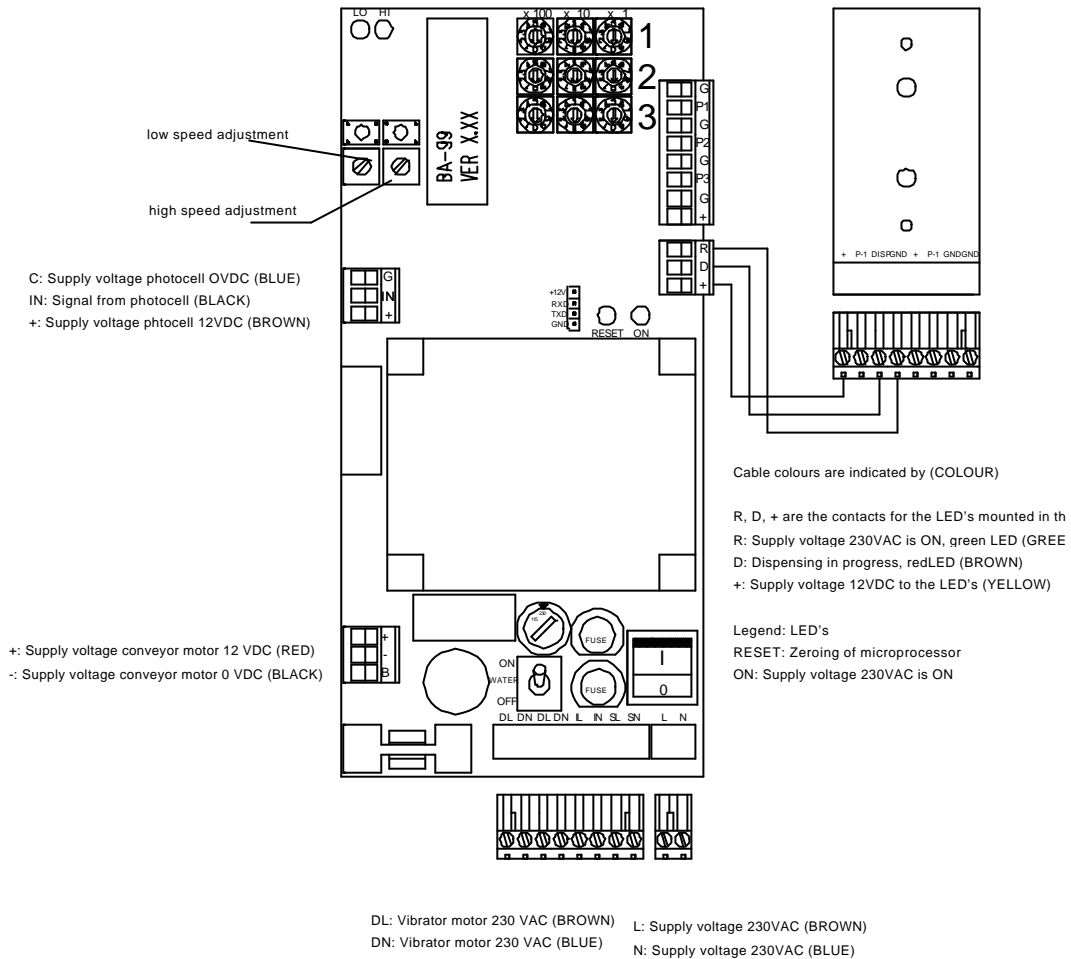 LO HI
x 100 x 10 x 1
1
2
3
BA-99
VER X.XX
low speed adjustment
high speed adjustment
G
P1
G
P2
G
P3
G
+
R
D
+
+ P-1 DISP GND + P-1 GND GND
C: Supply voltage photocell OVDC (BLUE)
IN: Signal from photocell (BLACK)
+: Supply voltage phtocell 12VDC (BROWN)
G
IN
+
+12V
RXD
TXD
GND
RESET ON
Cable colours are indicated by (COLOUR)
R, D, + are the contacts for the LED's mounted in th
R: Supply voltage 230VAC is ON, green LED (GREE
D: Dispensing in progress, redLED (BROWN)
+: Supply voltage 12VDC to the LED's (YELLOW)
Legend: LED's
RESET: Zeroing of microprocessor
ON: Supply voltage 230VAC is ON
+: Supply voltage conveyor motor 12 VDC (RED)
-: Supply voltage conveyor motor 0 VDC (BLACK)
+
-
B
230
115
FUSE
FUSE
ON
WATER
OFF
I
0
DL DN DL DN IL IN SL SN L N
DL: Vibrator motor 230 VAC (BROWN)
DN: Vibrator motor 230 VAC (BLUE)
L: Supply voltage 230VAC (BROWN)
N: Supply voltage 230VAC (BLUE)